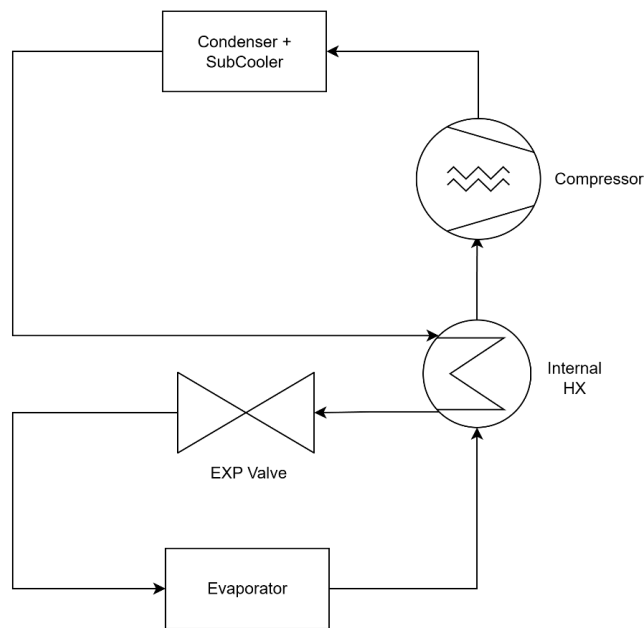 Condenser +
SubCooler
Compressor
Internal
HX
EXP Valve
Evaporator